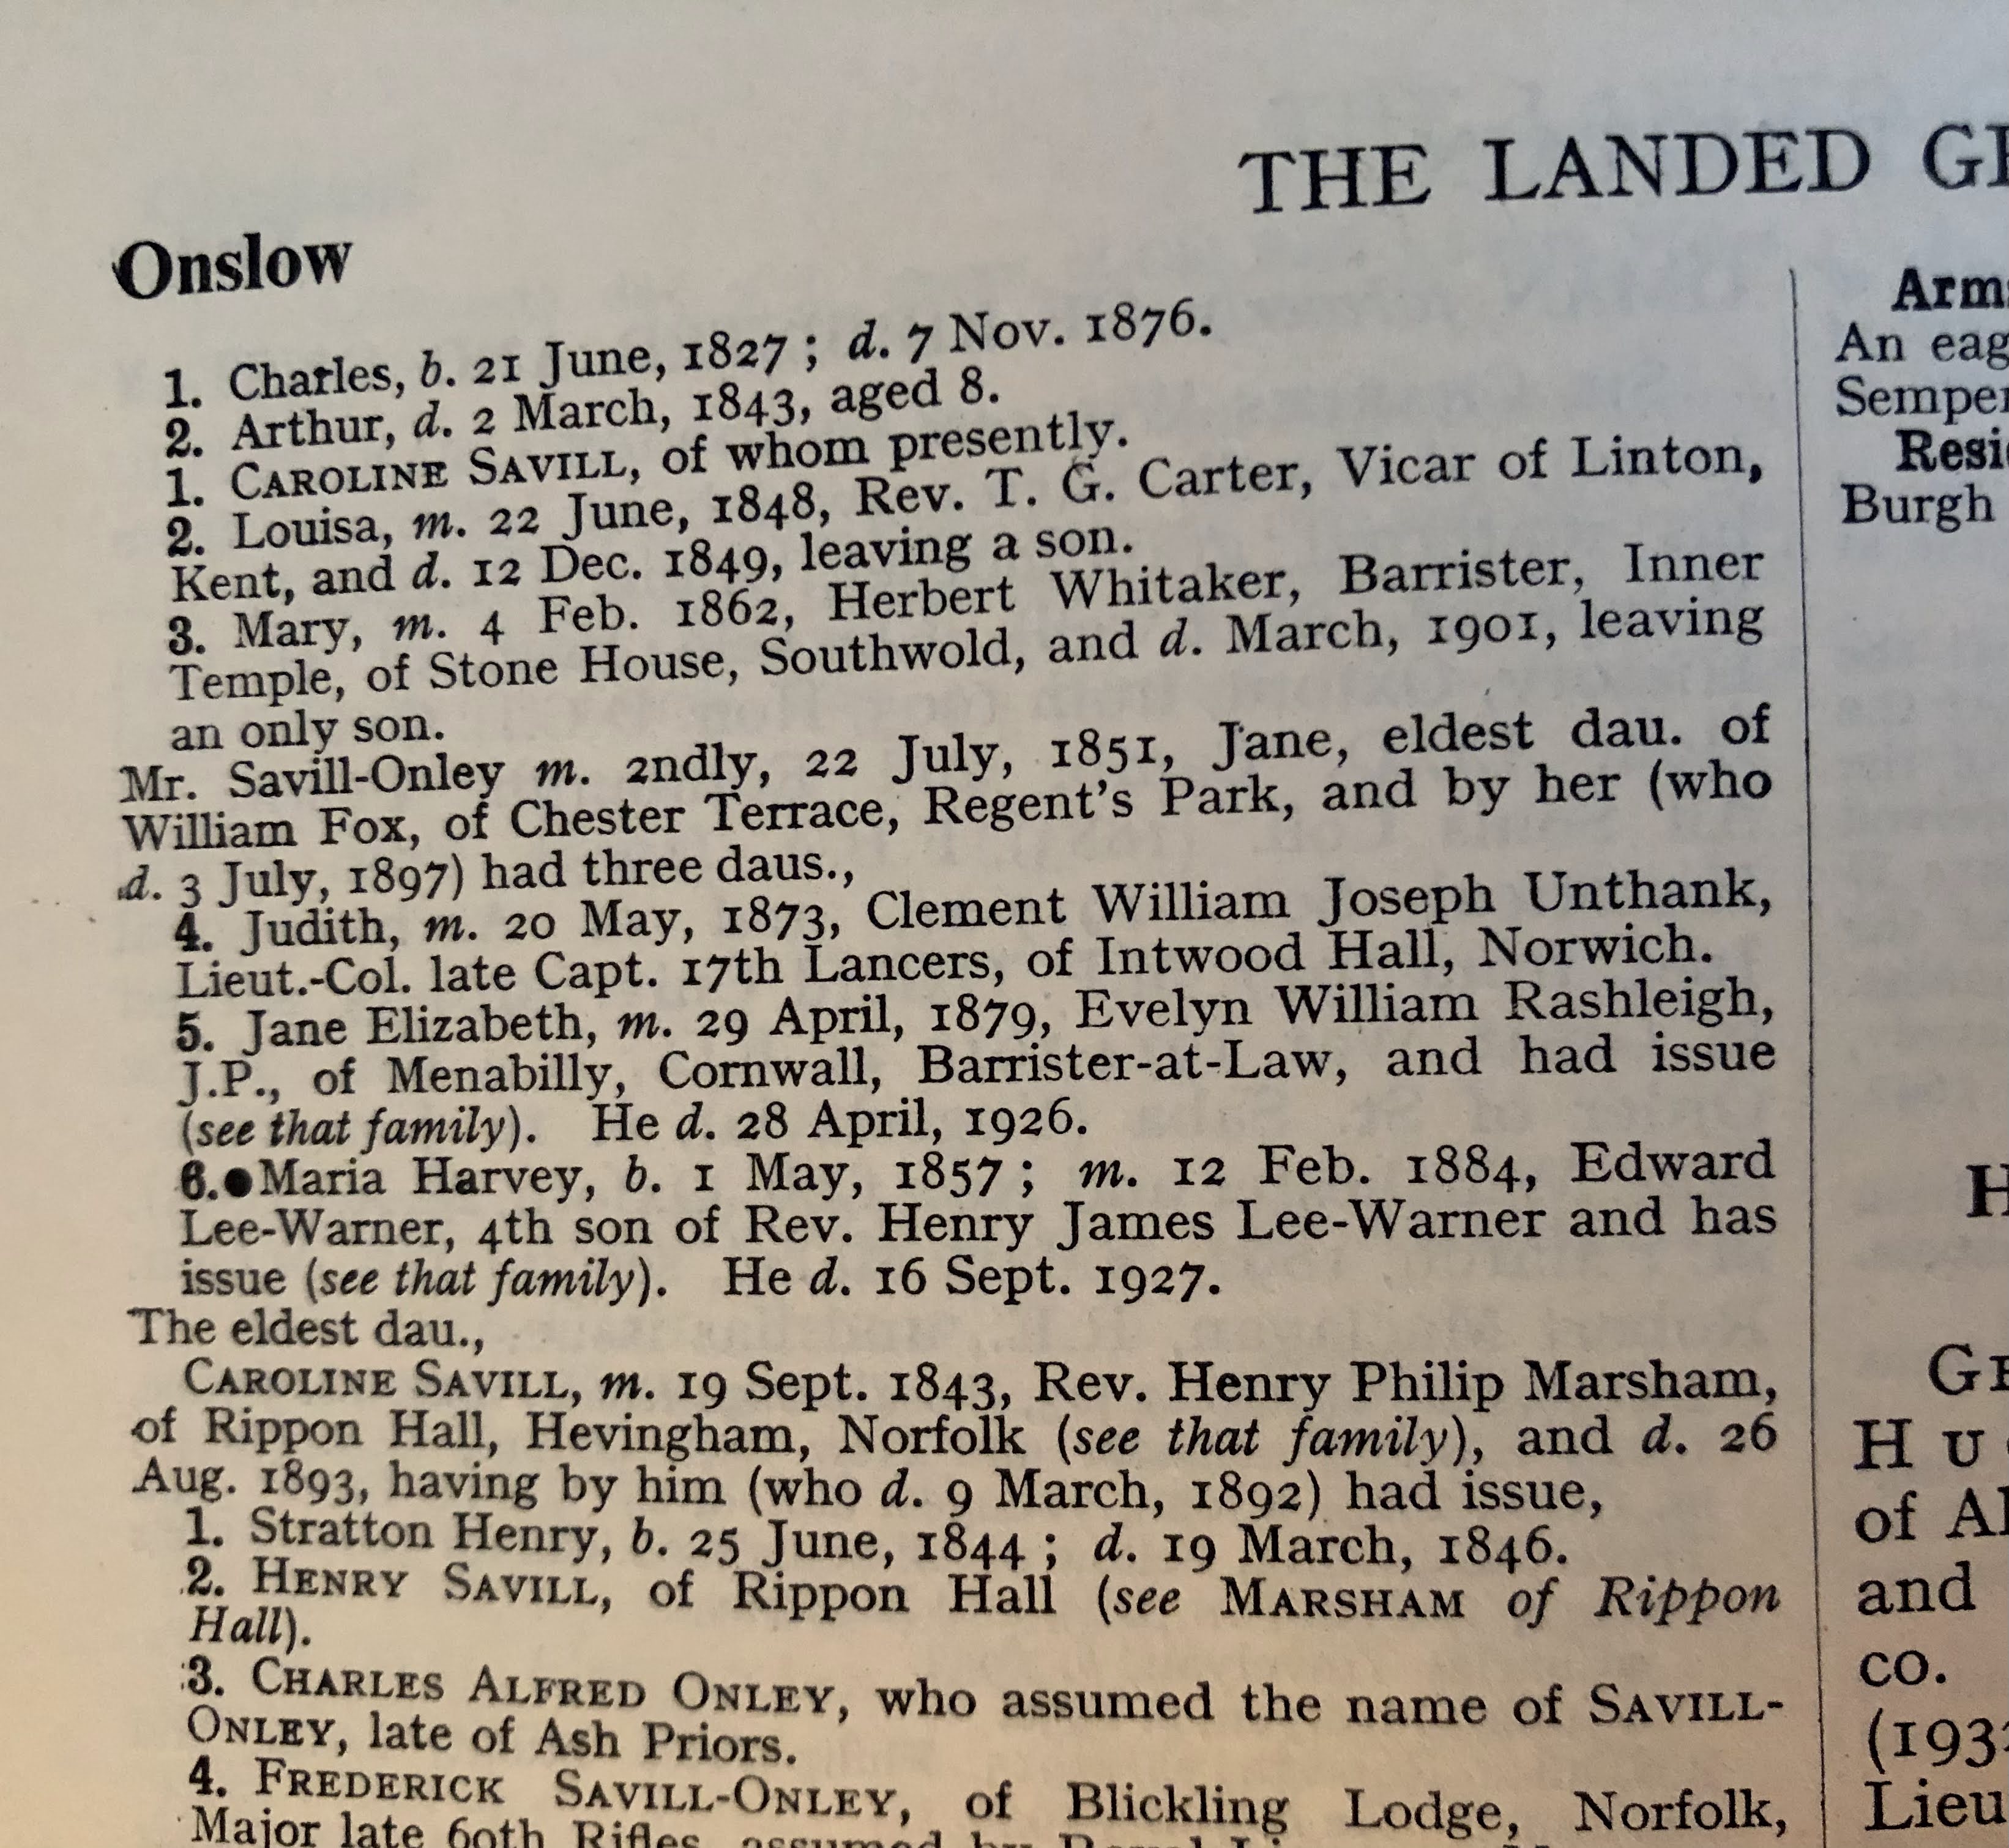 THE LANDED
Onslow
1. Charles, b. 21 June, 1827 ; d. 7 Nov. 1876.
2. Arthur, d. 2 March, 1843, aged 8.
1. CAROLINE SAVILL, of whom presently.
2. Louisa, m. 22 June, 1848, Rev. T. G. Carter, Vicar of Linton,
Kent, and d. 12 Dec. 1849, leaving a son.
3. Mary, m. 4 Feb. 1862, Herbert Whitaker, Barrister, Inner
Temple, of Stone House, Southwold, and d. March, 1901, leaving
an only son.
Mr. Savill-Onley m. 2ndly, 22 July, 1851, Jane, eldest dau. of
William Fox, of Chester Terrace, Regent's Park, and by her (who
d. 3 July, 1897) had three daus.,
4. Judith, m. 20 May, 1873, Clement William Joseph Unthank,
Lieut.-Col. late Capt. 17th Lancers, of Intwood Hall, Norwich.
5. Jane Elizabeth, m. 29 April, 1879, Evelyn William Rashleigh,
J.P., of Menabilly, Cornwall, Barrister-at-Law, and had issue
(see that family). He d. 28 April, 1926.
6.●Maria Harvey, b. 1 May, 1857 ; m. 12 Feb. 1884, Edward
Lee-Warner, 4th son of Rev. Henry James Lee-Warner and has
issue (see that family). He d. 16 Sept. 1927.
The eldest dau.,
CAROLINE SAVILL, m. 19 Sept. 1843, Rev. Henry Philip Marsham,
of Rippon Hall, Hevingham, Norfolk (see that family), and d. 26
Aug. 1893, having by him (who d. 9 March, 1892) had issue,
1. Stratton Henry, b. 25 June, 1844 ; d. 19 March, 1846.
2. HENRY SAVILL, of Rippon Hall (see MARSHAM of Rippon
Hall).
3. CHARLES ALFRED ONLEY, who assumed the name of SAVILL-
ONLEY, late of Ash Priors.
4. FREDERICK SAVILL-ONLEY, of Blickling Lodge, Norfolk,
Major late 60th Rifles, assumed by Royal
An
Burgh
of
and
co.